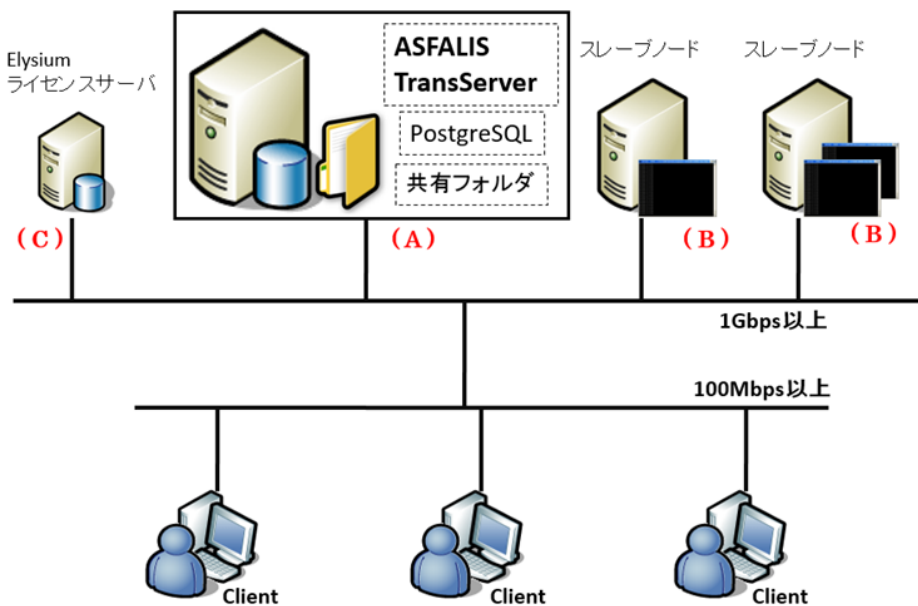 Elysium
ライセンスサーバ
ASFALIS
TransServer
PostgreSQL
共有フォルダ
スレーブノード
スレーブノード
(C)
(A)
(B)
(B)
1Gbps以上
100Mbps以上
Client
Client
Client